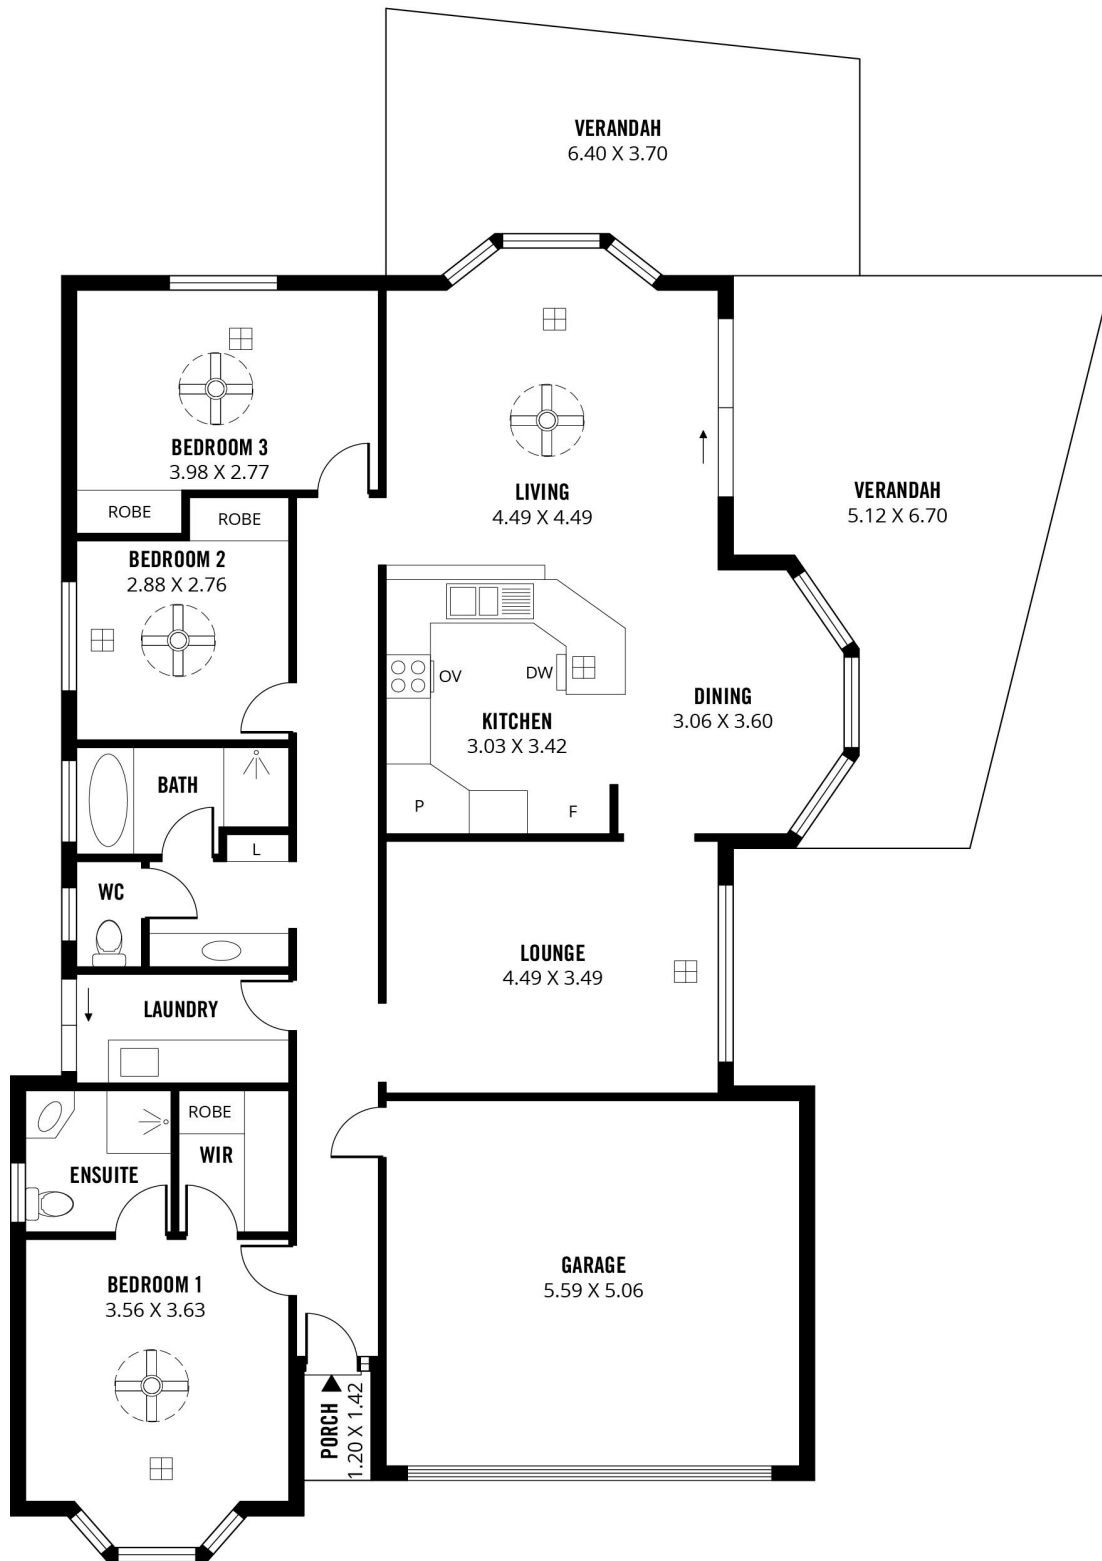 VERANDAH
6.40 X 3.70
BEDROOM 3
3.98 X 2.77
LIVING
4.49 X 4.49
VERANDAH
5.12 X 6.70
ROBE
ROBE
BEDROOM 2
2.88 X 2.76
OV
DW
KITCHEN
3.03 X 3.42
DINING
3.06 X 3.60
BATH
P
F
L
WC
LOUNGE
4.49 X 3.49
LAUNDRY
ROBE
WIR
ENSUITE
BEDROOM 1
3.56 X 3.63
GARAGE
5.59 X 5.06
PORCH
1.20 X 1.42